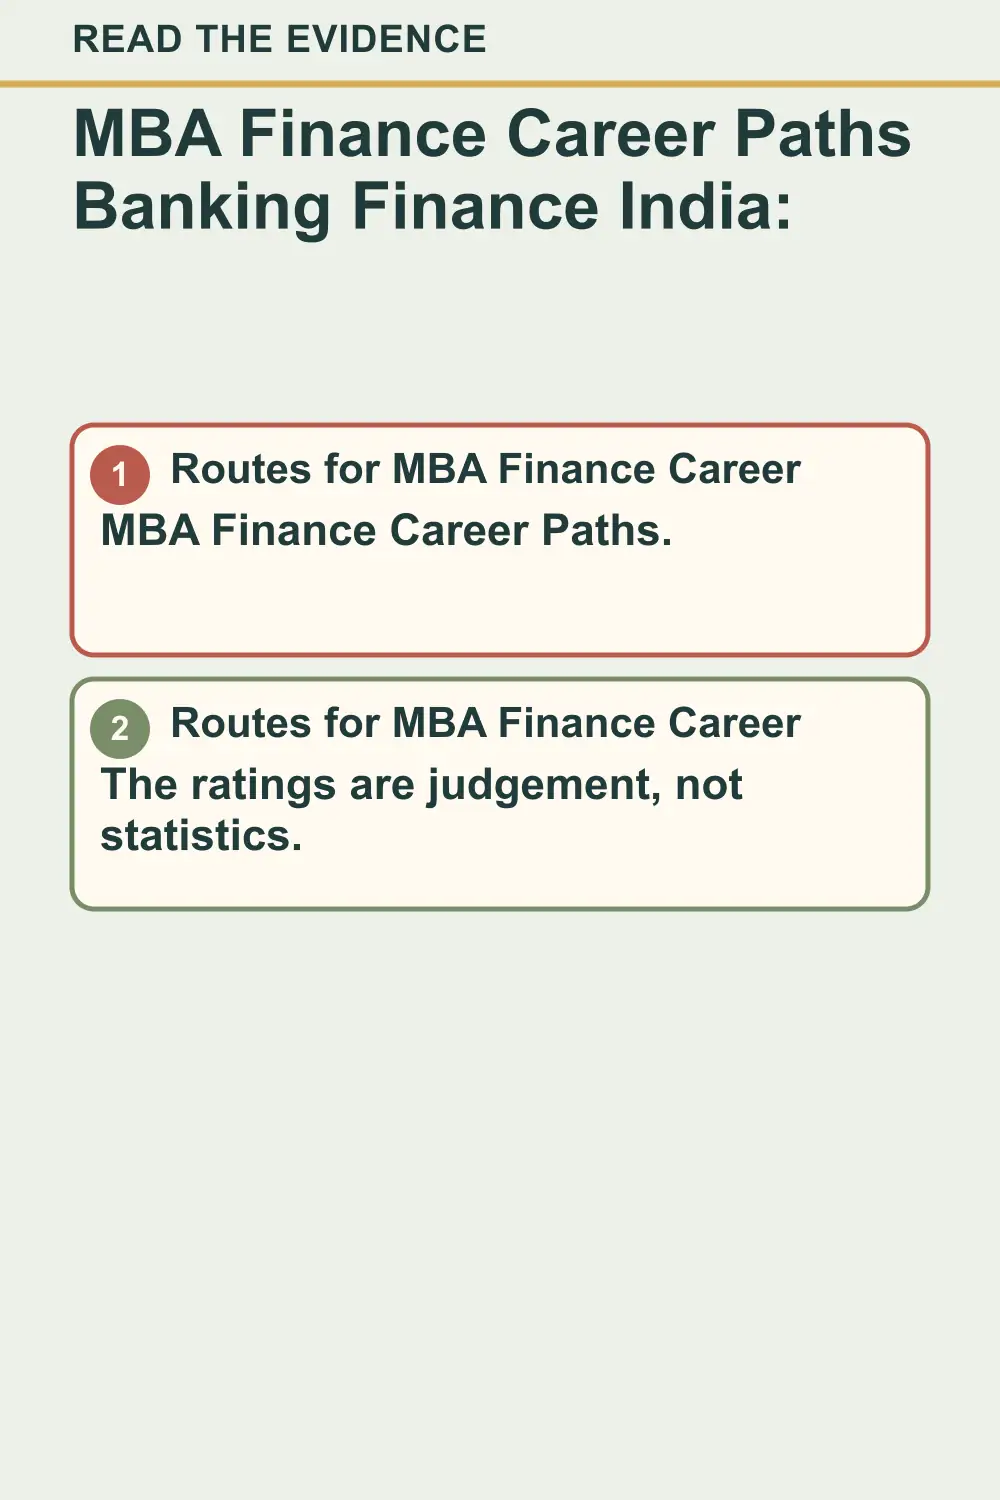 READ THE EVIDENCE
MBA Finance Career Paths
Banking Finance India:
1 Routes for MBA Finance Career
MBA Finance Career Paths.
2 Routes for MBA Finance Career
The ratings are judgement, not
statistics.